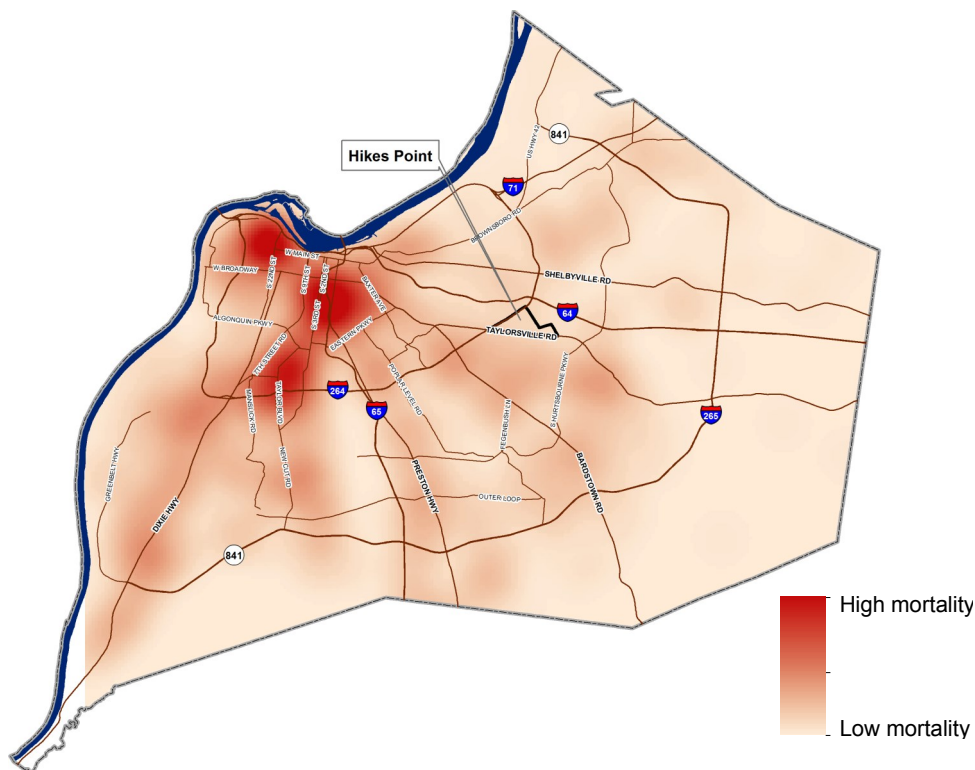 841
US HWY 42
Hikes Point
71
BROWNSBORO RD
W MAIN ST
S 22ND ST
W BROADWAY
S 9TH ST
S 2ND ST
BAXTER AVE
SHELBYVILLE RD
S 3RD ST
64
ALGONQUIN PKWY
EASTERN PKWY
TAYLORSVILLE RD
7TH STREET RD
POPLAR LEVEL RD
S HURTSBOURNE PKWY
264
MANSLICK RD
TAYLOR BLVD
65
FEGENBUSH LN
265
GREENBELT HWY
NEW CUT RD
PRESTON HWY
BARDSTOWN RD
DIXIE HWY
OUTER LOOP
841
High mortality
Low mortality